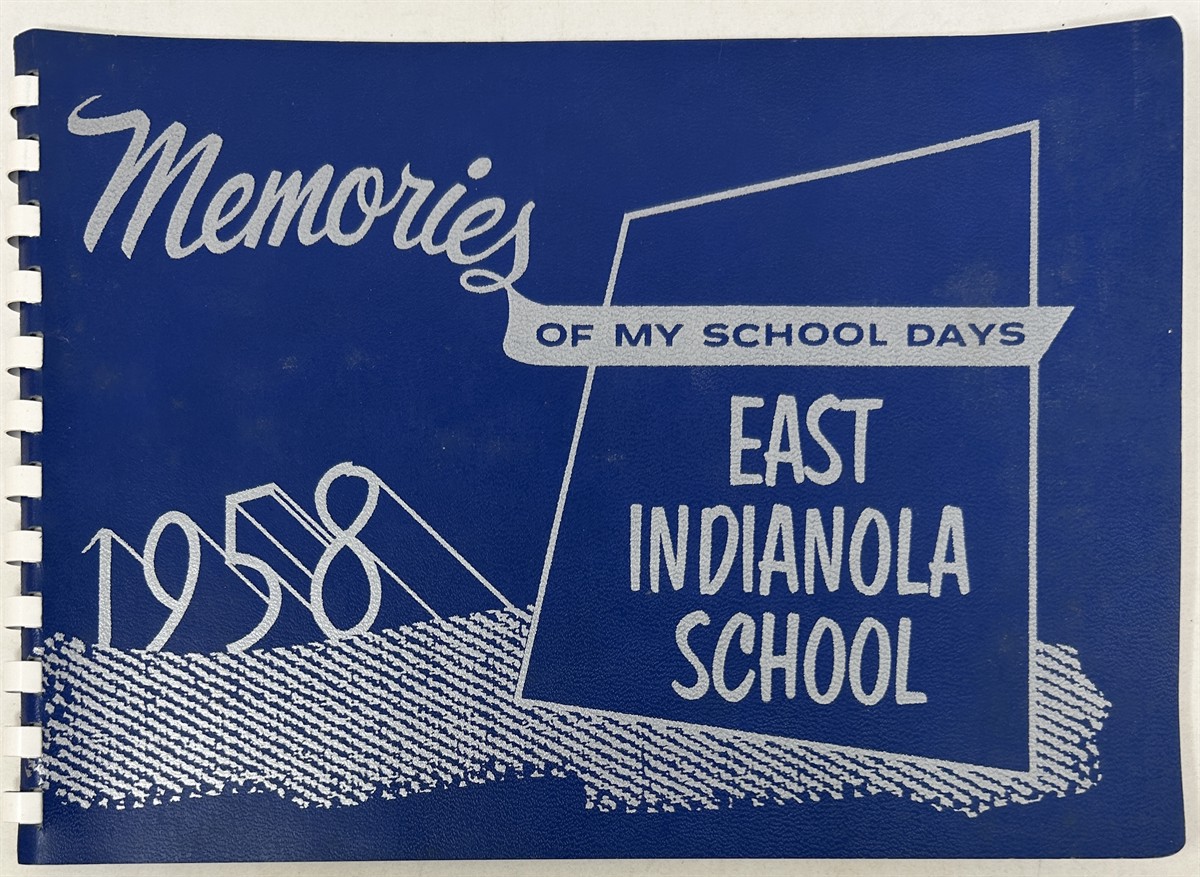 Memories
OF MY SCHOOL DAYS
EAST
INDIANOLA
SCHOOL
1958